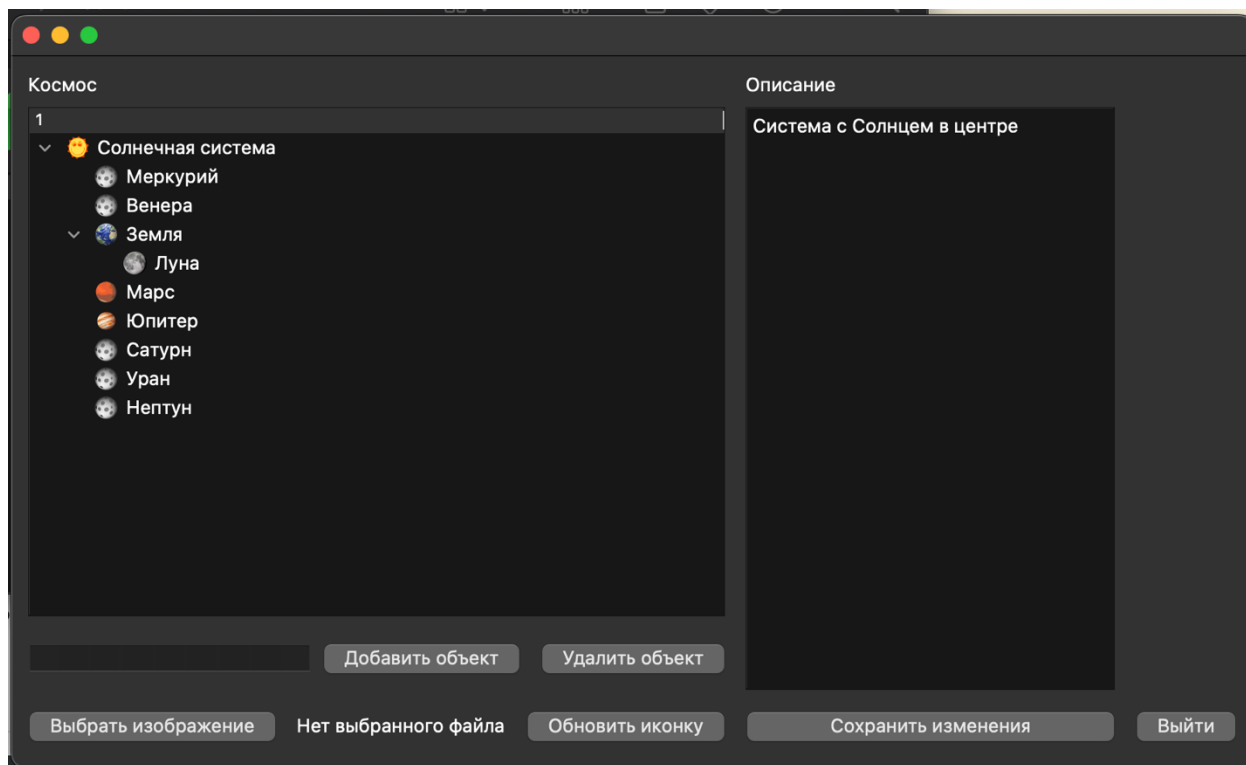 Космос
1
Солнечная система
Меркурий
Венера
Земля
Луна
Марс
Юпитер
Сатурн
Уран
Нептун
Добавить объект Удалить объект
Выбрать изображение Нет выбранного файла Обновить иконку
Описание
Система с Солнцем в центре
Сохранить изменения Выйти